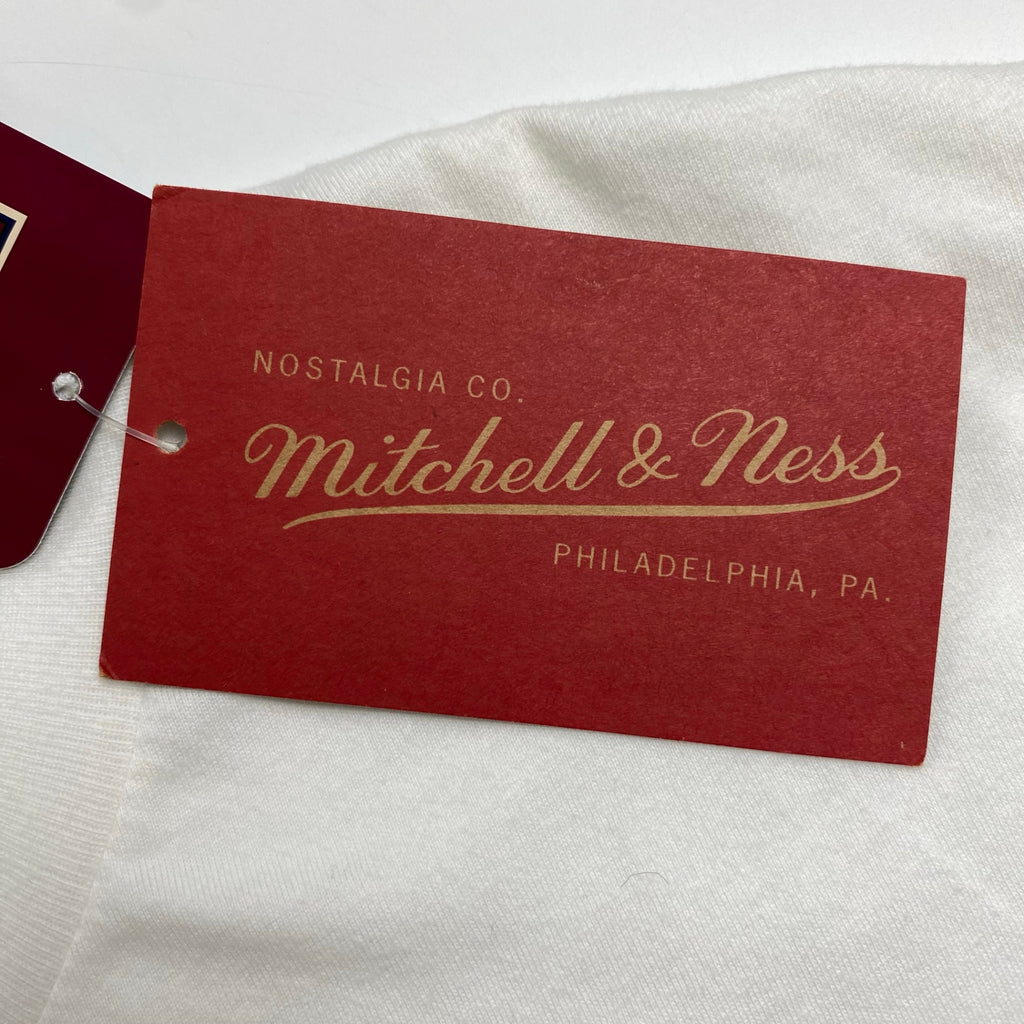 NOSTALGIA CO.
Mitchell & Ness
PHILADELPHIA, PA.